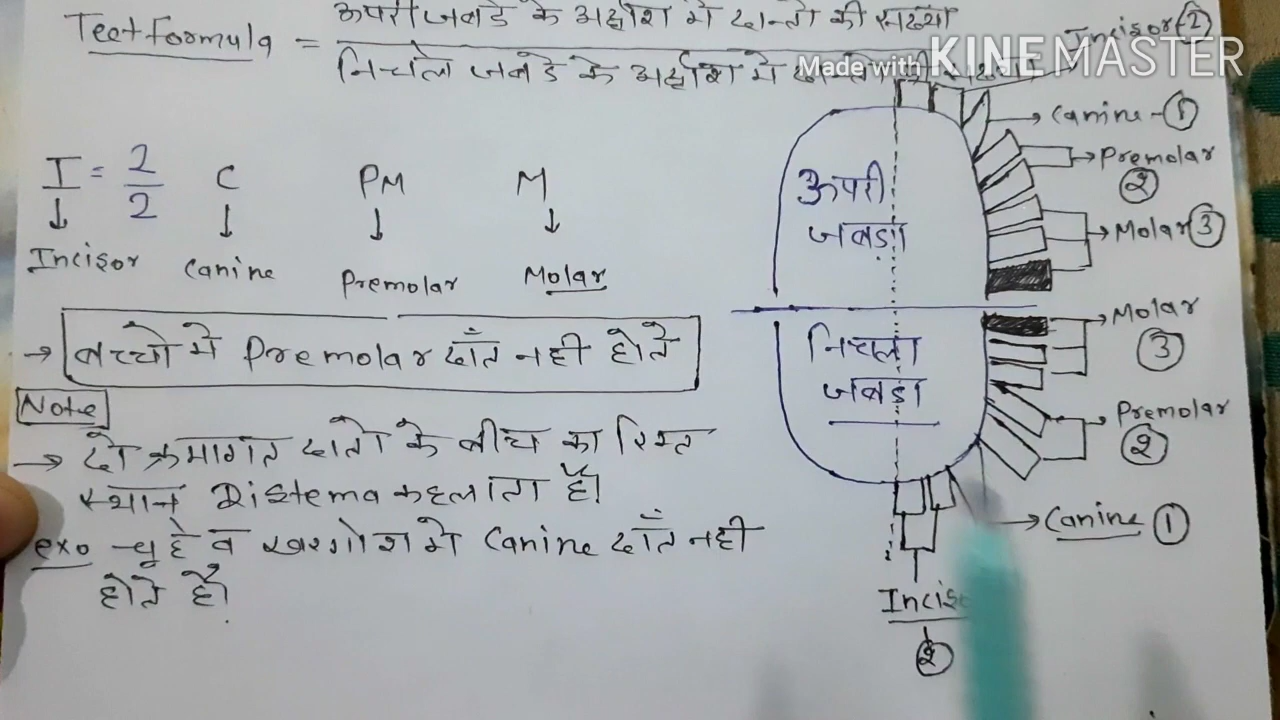 Teet formula = ऊपरी जबडे के अर्द्धांश में दान्तो की संख्या
निचले जबडे के अर्द्धांश मे
Made with KINEMASTER
Incisor (2)
Canine - ①
Premolar
②
Molar ③
I = 2/2 C PM M
Incisor Canine Premolar Molar
ऊपरी
जबड़ा
→ बच्चो मे Premolar दाँत नही होते
निचला
जबड़ा
Molar
③
Premolar
②
Canine ①
Note
→ दो क्रमागत दातो के बीच का रिक्त
स्थान Distema कहलाता है।
exo चूहे व खरगोश मे Canine दाँत नही
होते है।
②